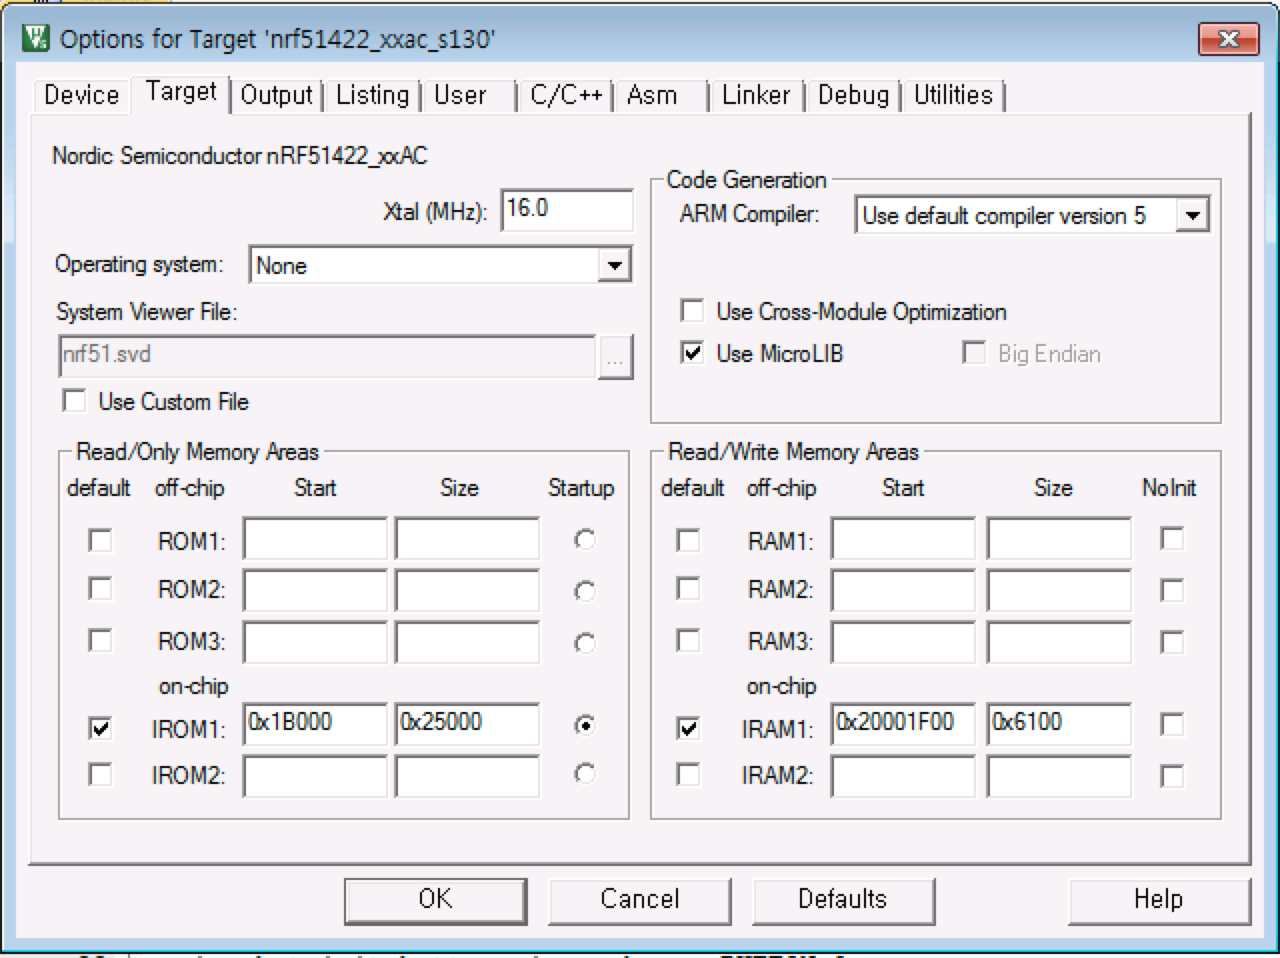 Options for Target 'nrf51422_xxac_s130'
Device Target Output Listing User C/C++ Asm Linker Debug Utilities
Nordic Semiconductor nRF51422_xxAC
Xtal (MHz): 16.0
Operating system: None
System Viewer File:
nrf51.svd ...
Use Custom File
Code Generation
ARM Compiler: Use default compiler version 5
Use Cross-Module Optimization
Use MicroLIB Big Endian
Read/Only Memory Areas
default off-chip Start Size Startup
ROM1:
ROM2:
ROM3:
on-chip
IROM1: 0x1B000 0x25000
IROM2:
Read/Write Memory Areas
default off-chip Start Size NoInit
RAM1:
RAM2:
RAM3:
on-chip
IRAM1: 0x20001F00 0x6100
IRAM2:
OK Cancel Defaults Help